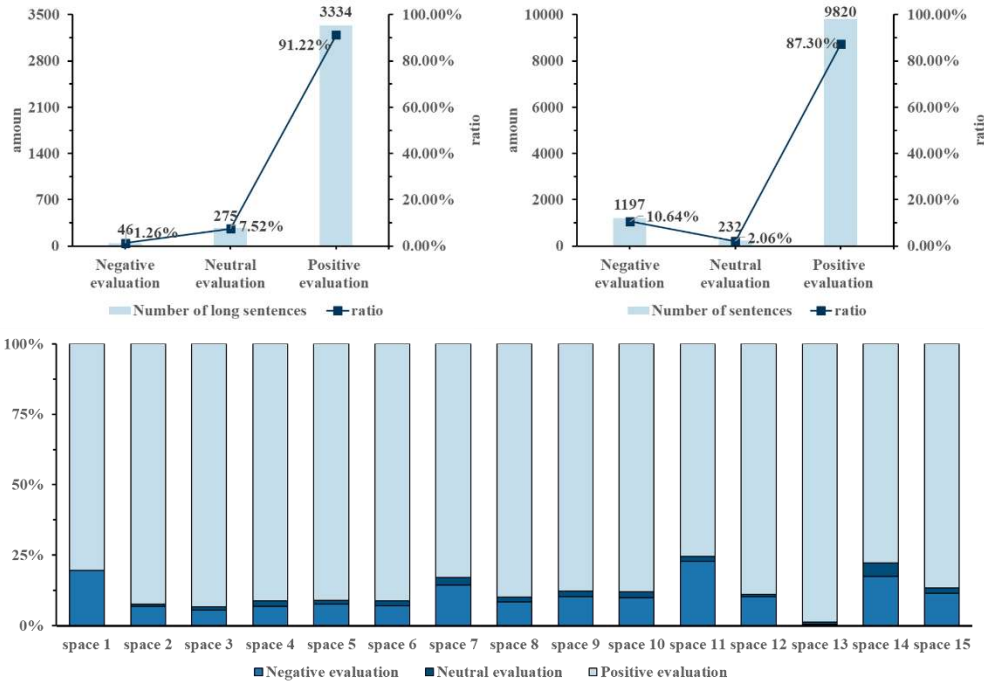 3500
2800
2100
1400
700
0
amoun
100.00%
80.00%
60.00%
40.00%
20.00%
0.00%
ratio
3334
91.22%
275
7.52%
46
1.26%
Negative evaluation
Neutral evaluation
Positive evaluation
Number of long sentences
ratio
10000
8000
6000
4000
2000
0
amoun
100.00%
80.00%
60.00%
40.00%
20.00%
0.00%
ratio
9820
87.30%
1197
10.64%
232
2.06%
Negative evaluation
Neutral evaluation
Positive evaluation
Number of sentences
ratio
100%
75%
50%
25%
0%
space 1 space 2 space 3 space 4 space 5 space 6 space 7 space 8 space 9 space 10 space 11 space 12 space 13 space 14 space 15
Negative evaluation Neutral evaluation Positive evaluation